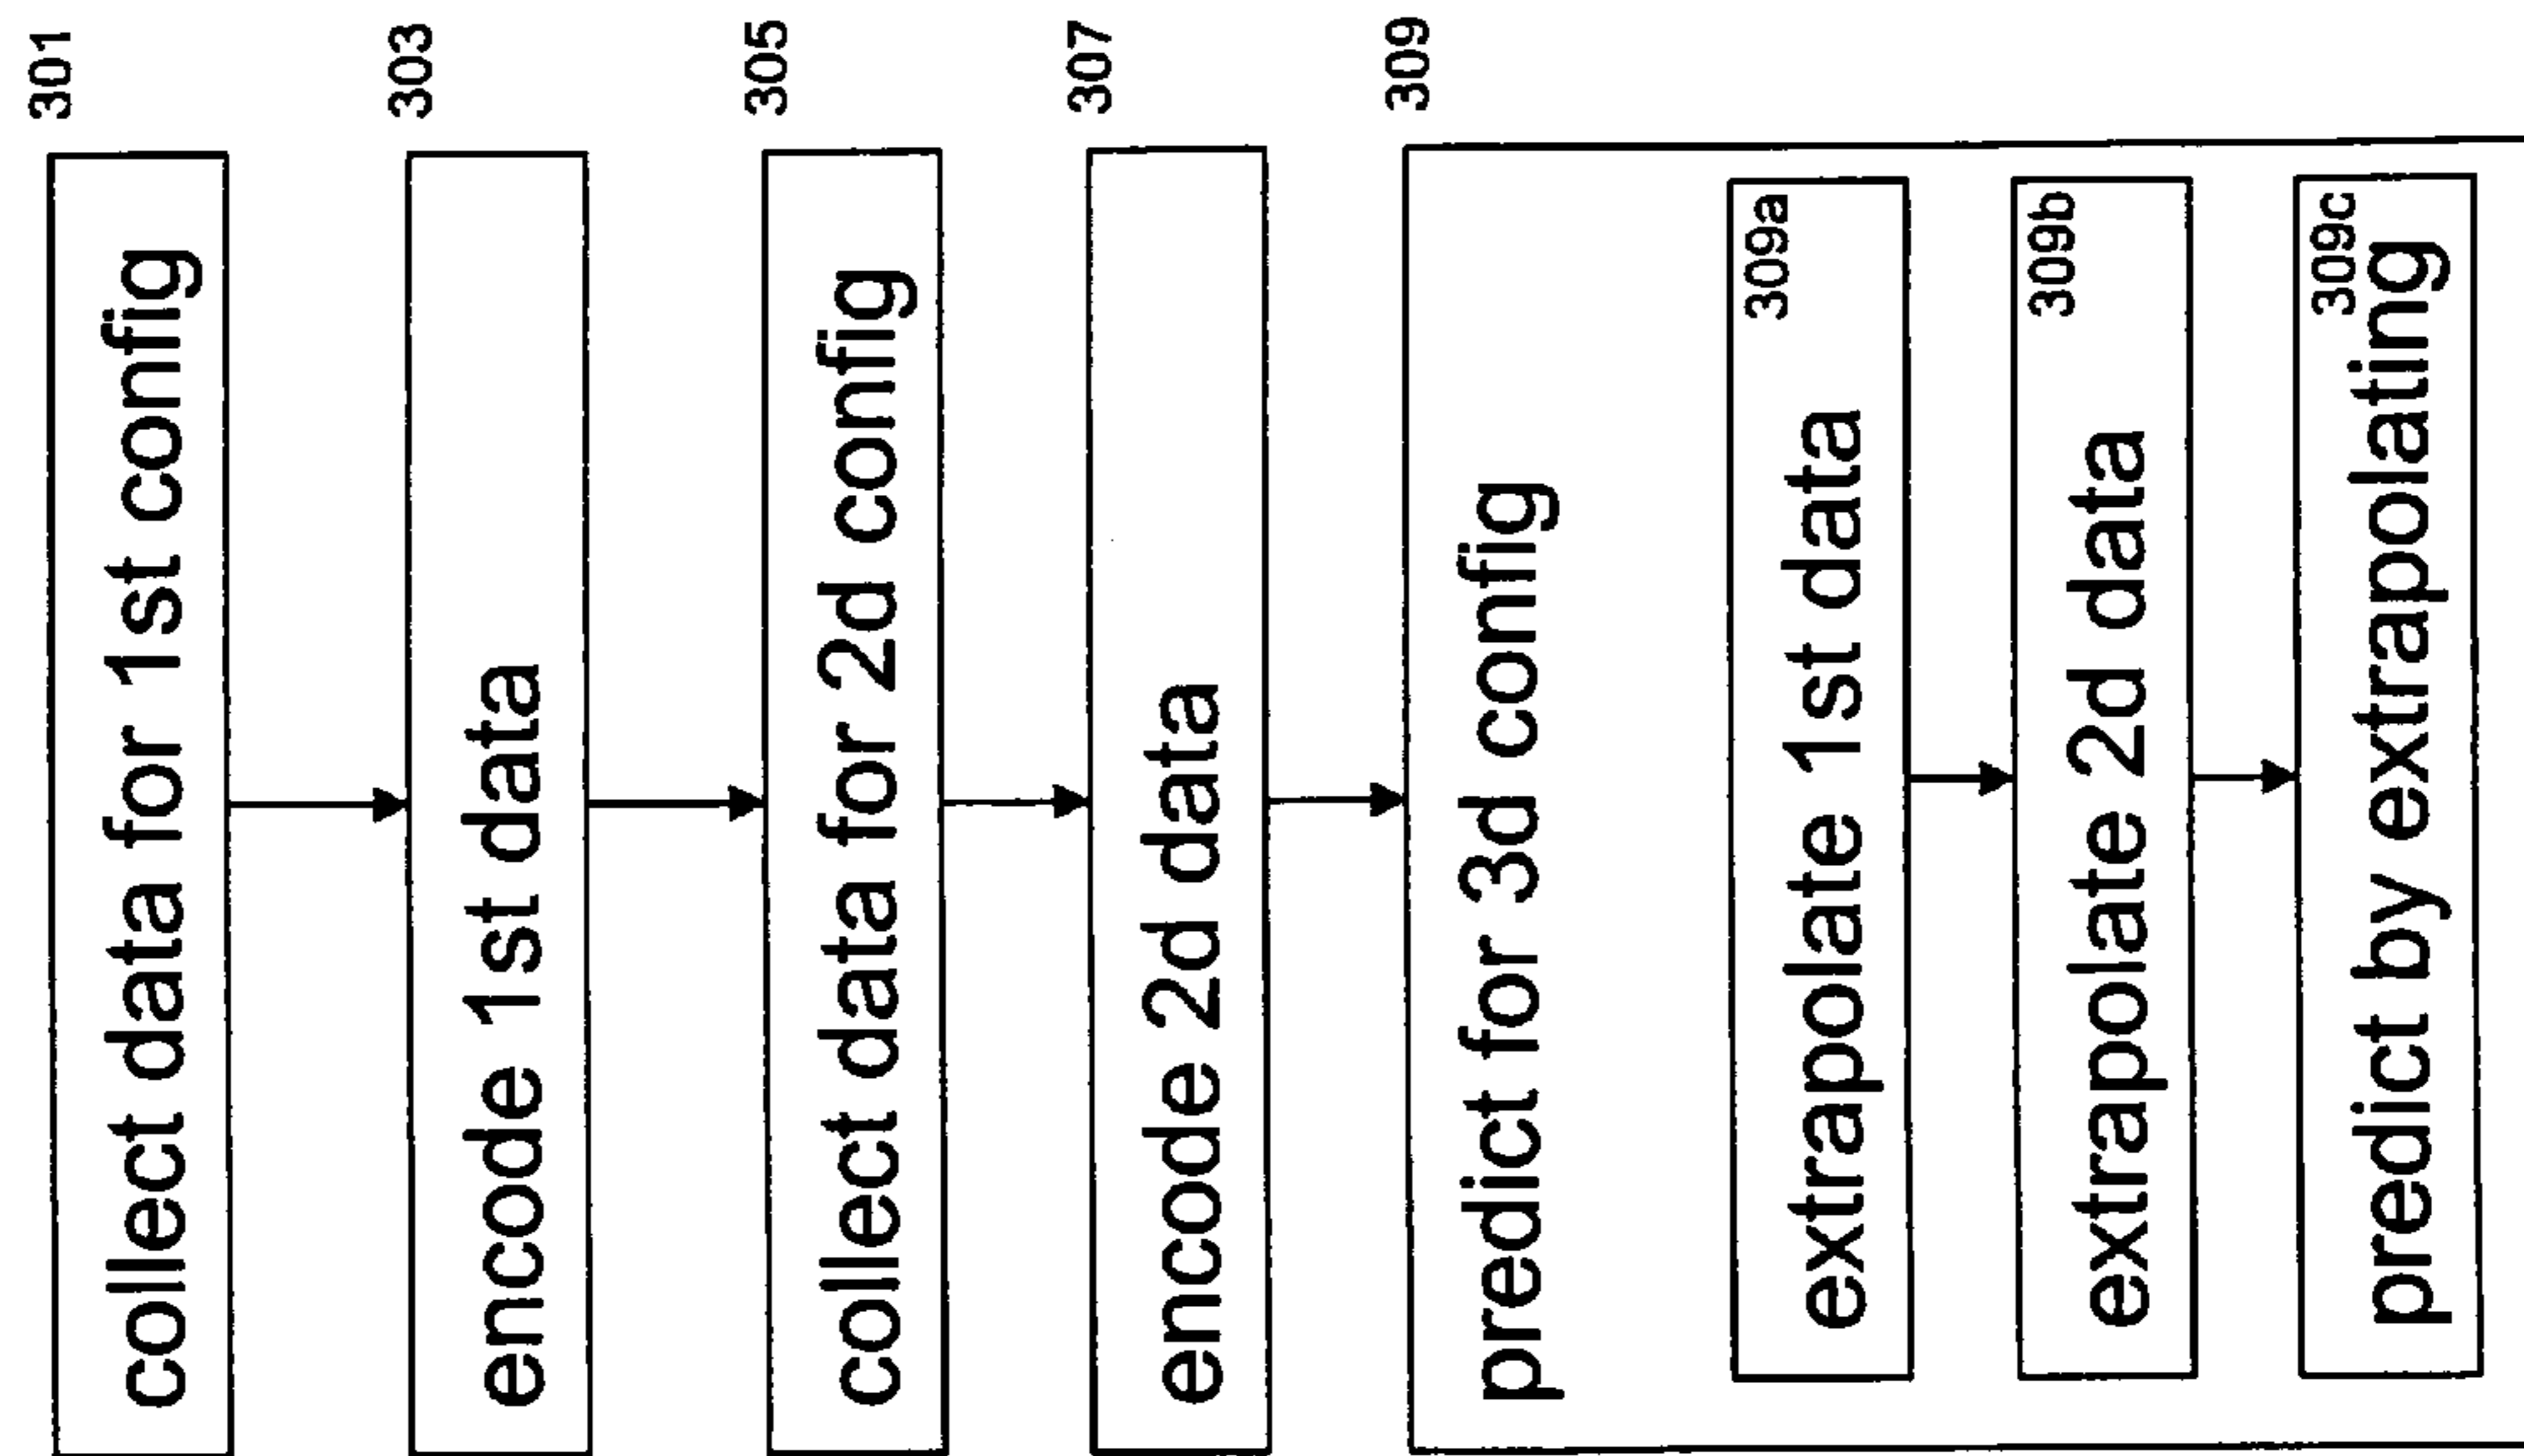 301
collect data for 1st config
303
encode 1st data
305
collect data for 2d config
307
encode 2d data
309
predict for 3d config
309a
extrapolate 1st data
309b
extrapolate 2d data
309c
predict by extrapolating